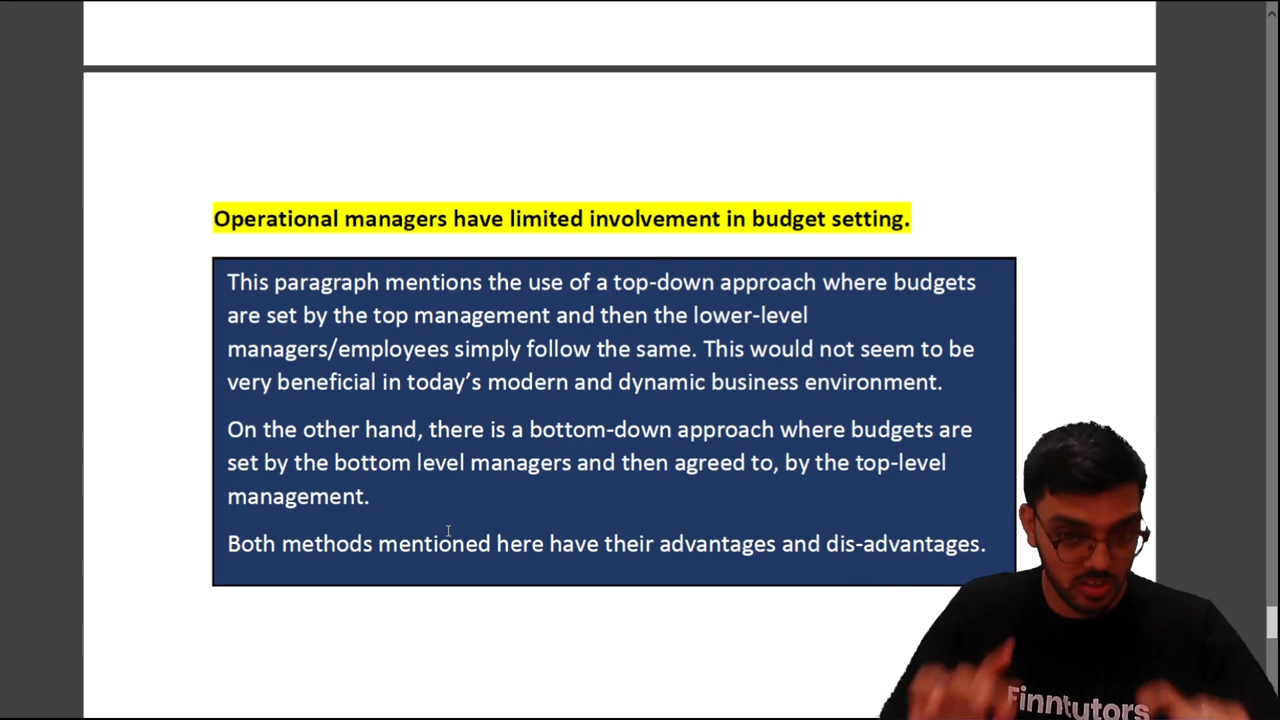 Operational managers have limited involvement in budget setting.
This paragraph mentions the use of a top-down approach where budgets
are set by the top management and then the lower-level
managers/employees simply follow the same. This would not seem to be
very beneficial in today’s modern and dynamic business environment.
On the other hand, there is a bottom-down approach where budgets are
set by the bottom level managers and then agreed to, by the top-level
management.
Both methods mentioned here have their advantages and dis-advantages.
Finntutors